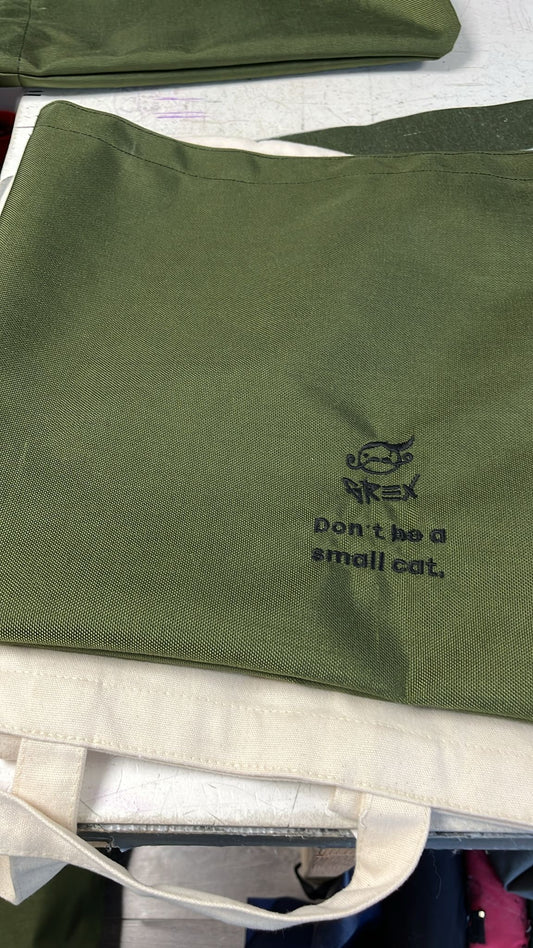 GREX
Don't be a
small cat.